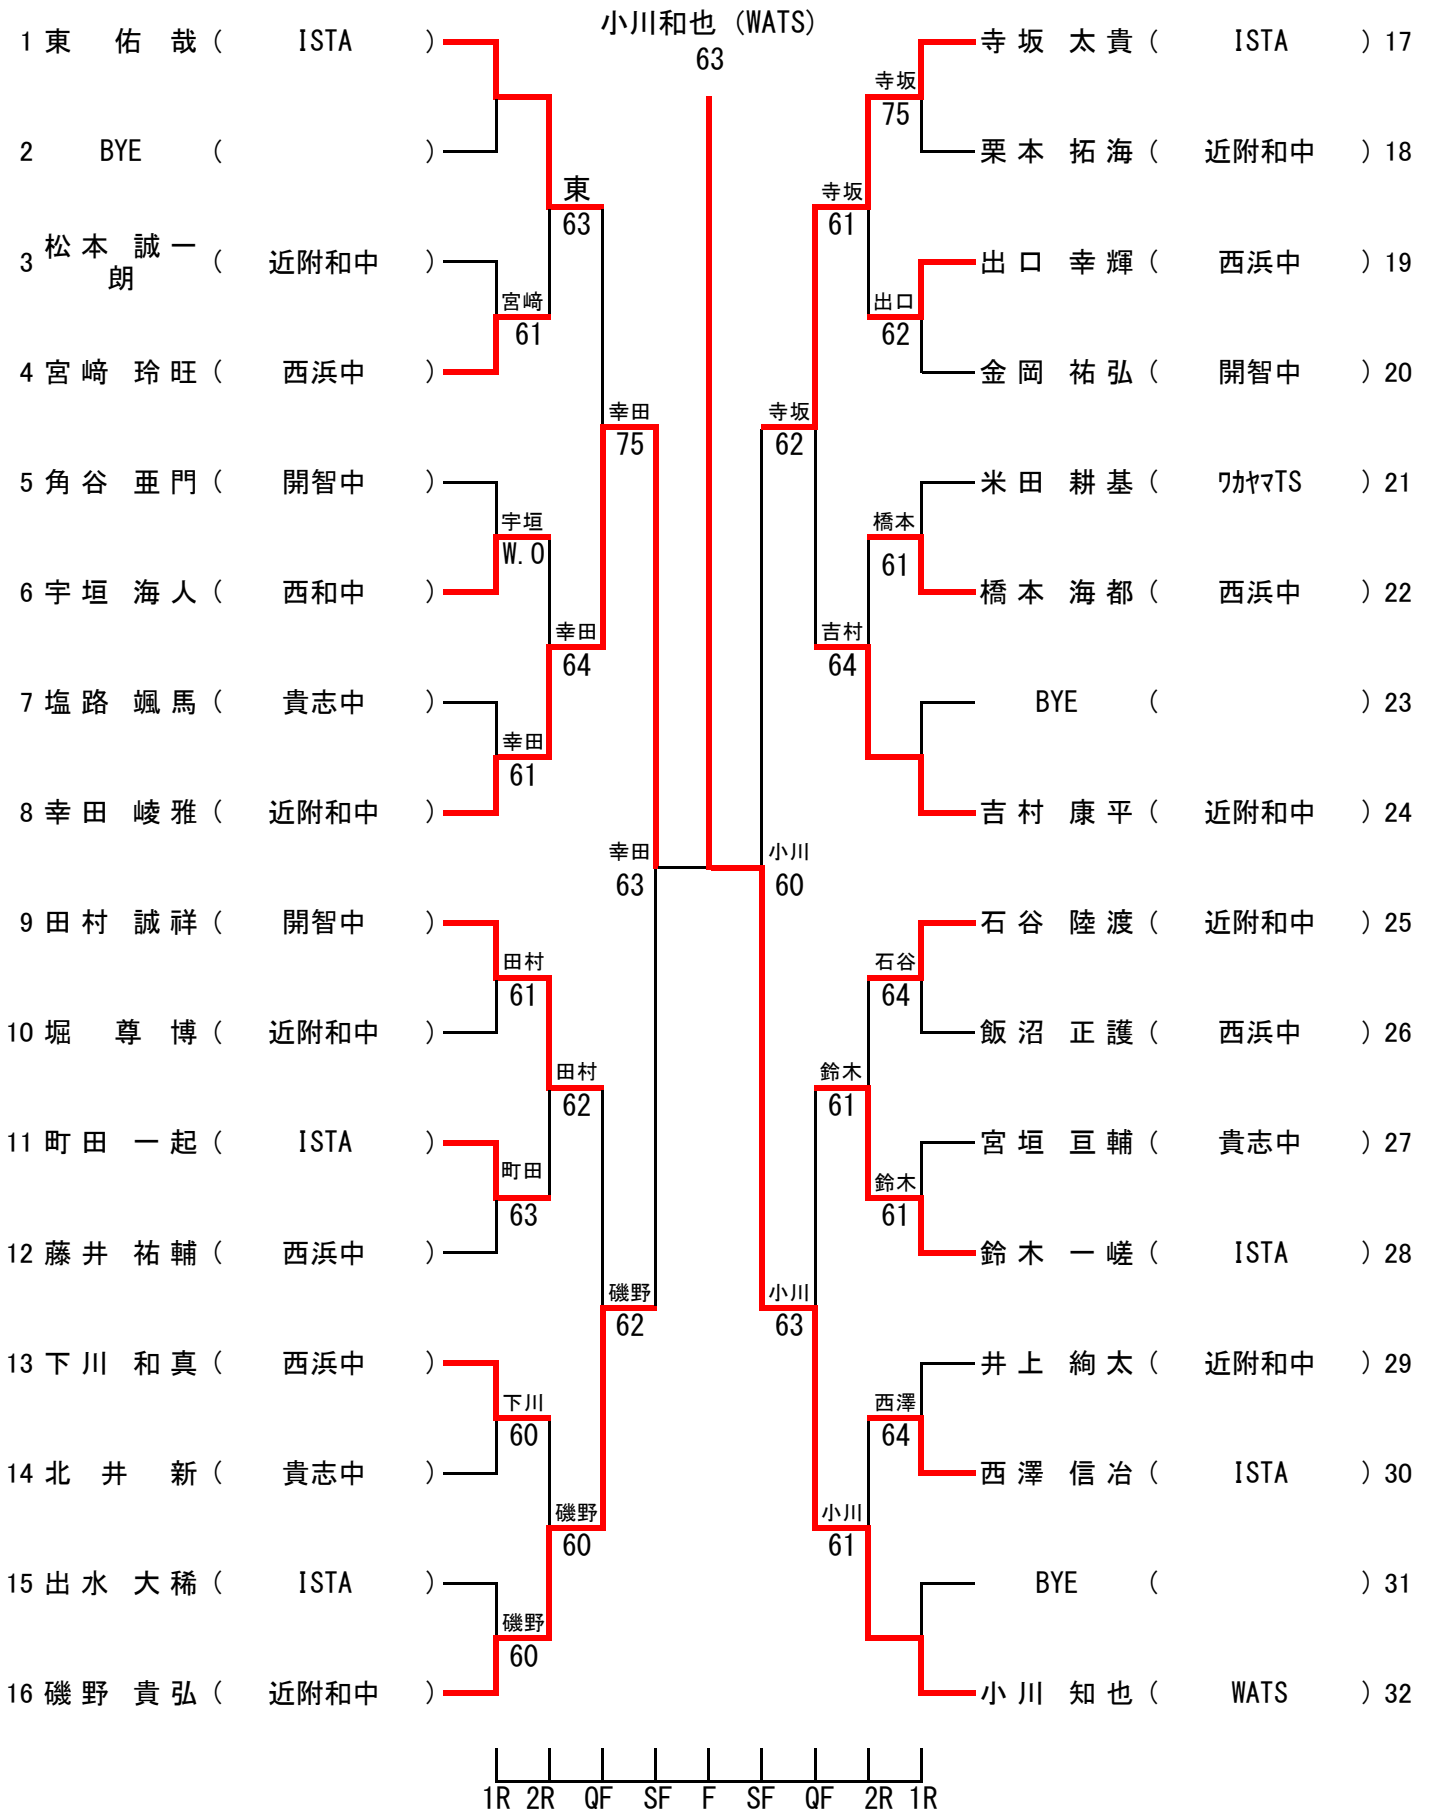 小川和也 (WATS)
63
1 東 佑 哉 ( ISTA )
2 BYE ( )
3 松 本 誠 一 朗 ( 近附和中 )
4 宮 﨑 玲 旺 ( 西浜中 )
5 角 谷 亜 門 ( 開智中 )
6 宇 垣 海 人 ( 西和中 )
7 塩 路 颯 馬 ( 貴志中 )
8 幸 田 崚 雅 ( 近附和中 )
9 田 村 誠 祥 ( 開智中 )
10 堀 尊 博 ( 近附和中 )
11 町 田 一 起 ( ISTA )
12 藤 井 祐 輔 ( 西浜中 )
13 下 川 和 真 ( 西浜中 )
14 北 井 新 ( 貴志中 )
15 出 水 大 稀 ( ISTA )
16 磯 野 貴 弘 ( 近附和中 )
宮﨑
61
宇垣
W.O
幸田
61
田村
61
町田
63
下川
60
磯野
60
東
63
幸田
64
田村
62
磯野
60
幸田
75
磯野
62
幸田
63
小川
60
寺坂
62
小川
63
寺坂
61
吉村
64
鈴木
61
小川
61
寺坂
75
出口
62
橋本
61
石谷
64
鈴木
61
西澤
64
寺 坂 太 貴 ( ISTA ) 17
栗 本 拓 海 ( 近附和中 ) 18
出 口 幸 輝 ( 西浜中 ) 19
金 岡 祐 弘 ( 開智中 ) 20
米 田 耕 基 ( ﾜｶﾔﾏTS ) 21
橋 本 海 都 ( 西浜中 ) 22
BYE ( ) 23
吉 村 康 平 ( 近附和中 ) 24
石 谷 陸 渡 ( 近附和中 ) 25
飯 沼 正 護 ( 西浜中 ) 26
宮 垣 亘 輔 ( 貴志中 ) 27
鈴 木 一 嵯 ( ISTA ) 28
井 上 絢 太 ( 近附和中 ) 29
西 澤 信 冶 ( ISTA ) 30
BYE ( ) 31
小 川 知 也 ( WATS ) 32
1R 2R QF SF F SF QF 2R 1R